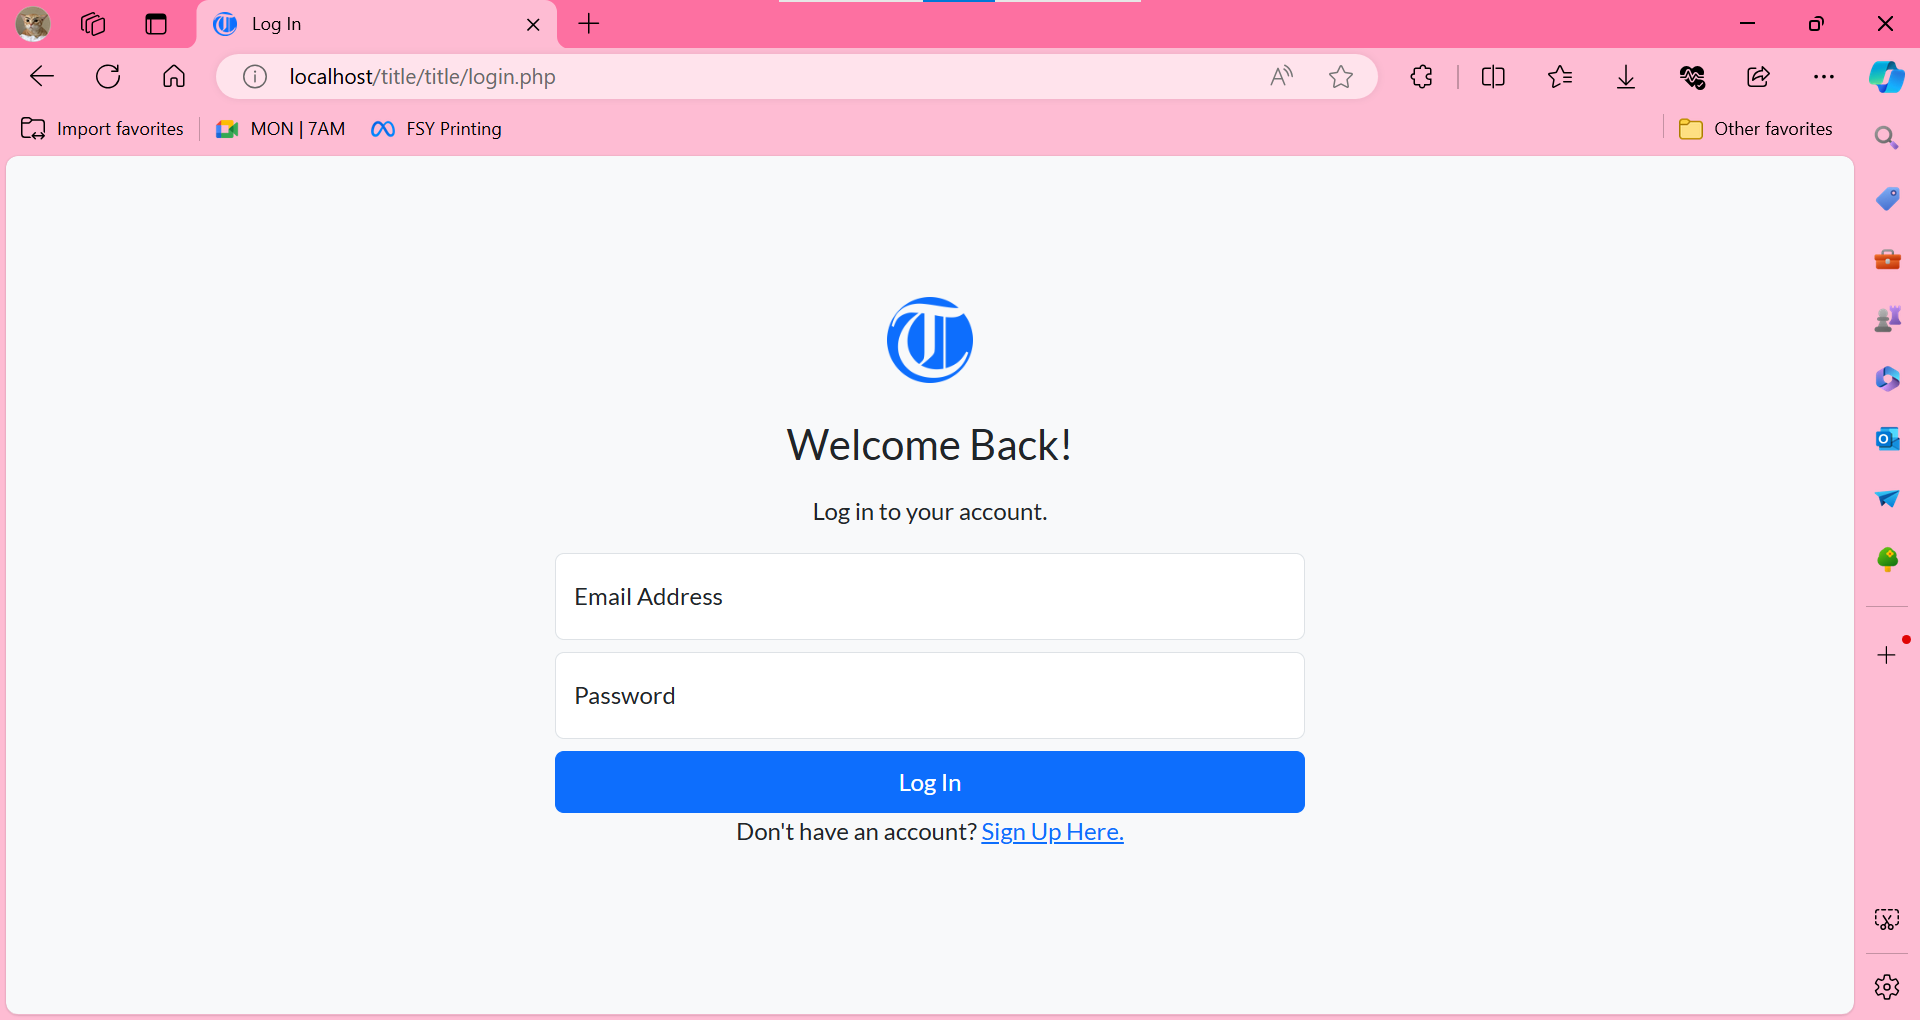 Log In
localhost/title/title/login.php
Import favorites
MON | 7AM
FSY Printing
Other favorites
Welcome Back!
Log in to your account.
Email Address
Password
Log In
Don't have an account? Sign Up Here.